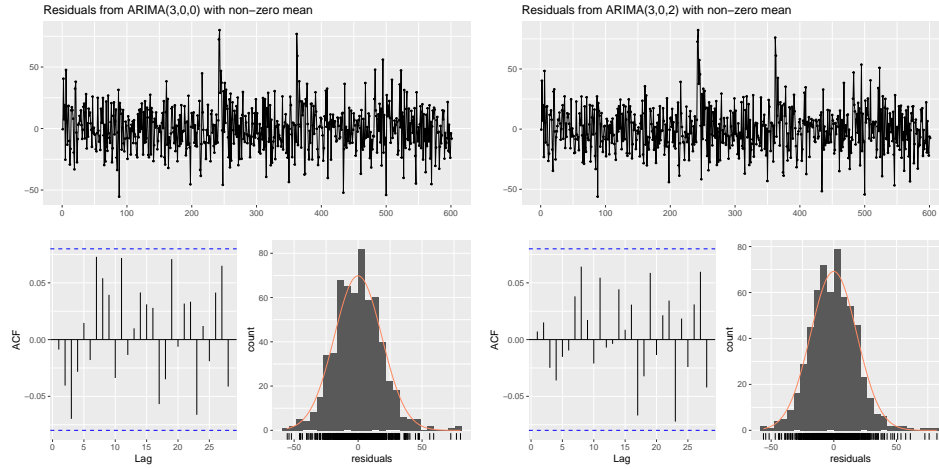 Residuals from ARIMA(3,0,0) with non−zero mean
50
0
−50
0 100 200 300 400 500 600
ACF
0.05
0.00
−0.05
0 5 10 15 20 25
Lag
count
80
60
40
20
0
−50 0 50
residuals
Residuals from ARIMA(3,0,2) with non−zero mean
50
0
−50
0 100 200 300 400 500 600
ACF
0.05
0.00
−0.05
0 5 10 15 20 25
Lag
count
80
60
40
20
0
−50 0 50
residuals